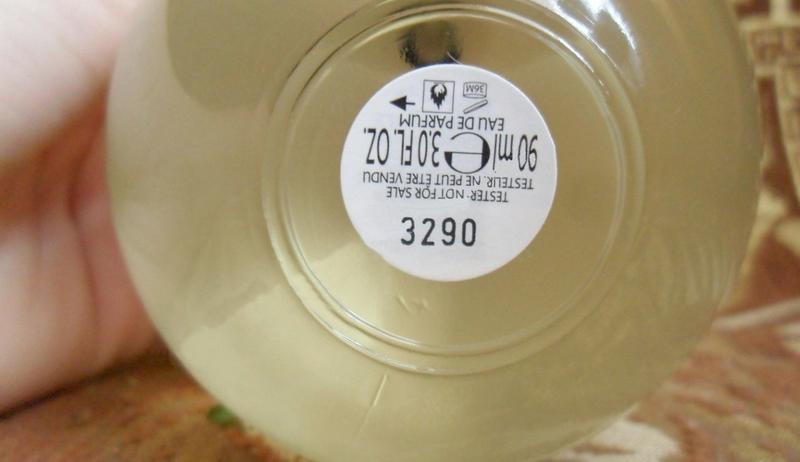 36M
EAU DE PARFUM
90 ml e 3.0 FL. OZ.
TESTEUR. NE PEUT ÊTRE VENDU
TESTER- NOT FOR SALE
3290